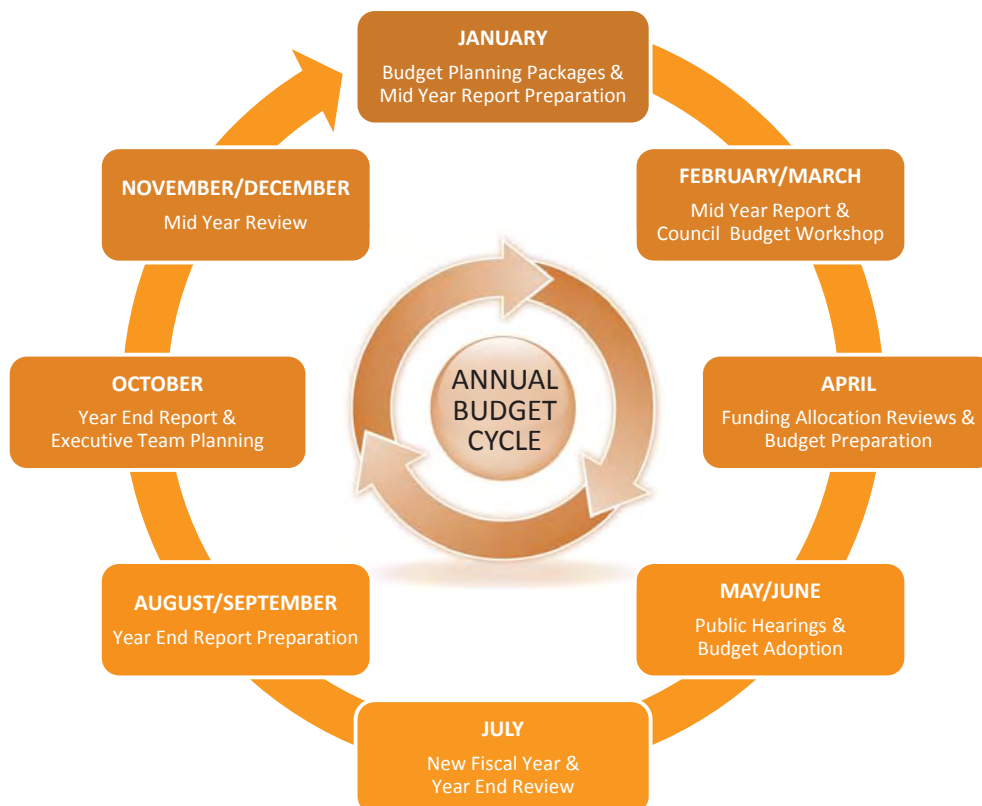 JANUARY
Budget Planning Packages &
Mid Year Report Preparation
FEBRUARY/MARCH
Mid Year Report &
Council Budget Workshop
APRIL
Funding Allocation Reviews &
Budget Preparation
MAY/JUNE
Public Hearings &
Budget Adoption
JULY
New Fiscal Year &
Year End Review
AUGUST/SEPTEMBER
Year End Report Preparation
OCTOBER
Year End Report &
Executive Team Planning
NOVEMBER/DECEMBER
Mid Year Review
ANNUAL
BUDGET
CYCLE